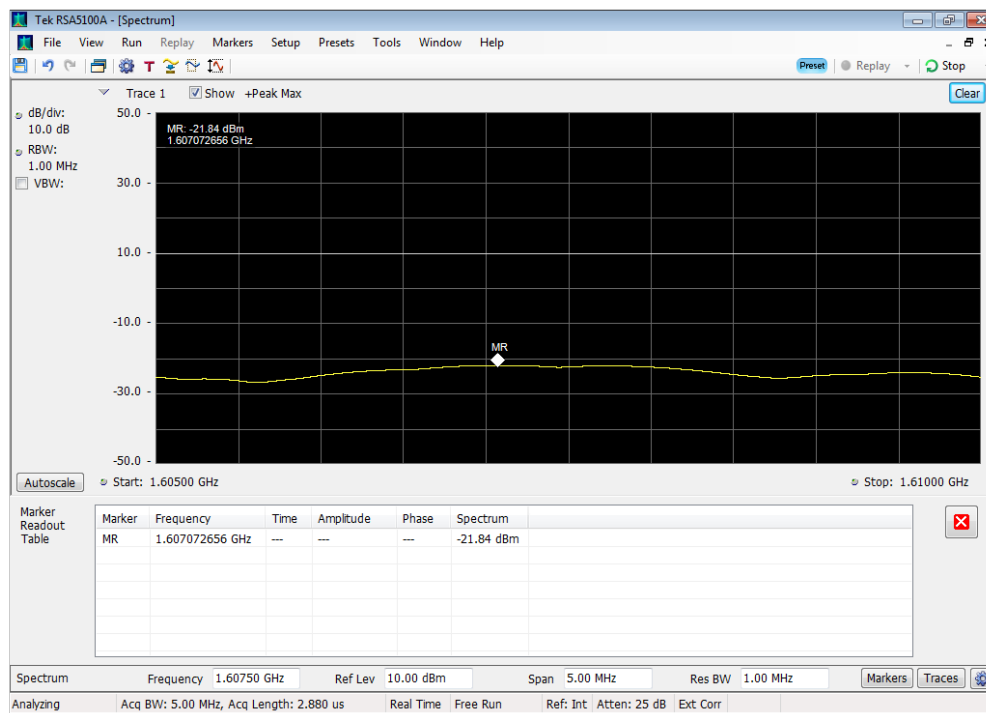 Tek RSA5100A - [Spectrum]
File View Run Replay Markers Setup Presets Tools Window Help
T Preset Replay Stop
Trace 1 Show +Peak Max Clear
dB/div:
10.0 dB
RBW:
1.00 MHz
VBW:
50.0 -
30.0 -
10.0 -
-10.0 -
-30.0 -
-50.0 -
MR: -21.84 dBm
1.607072656 GHz
MR
Autoscale Start: 1.60500 GHz Stop: 1.61000 GHz
Marker
Readout
Table
Marker Frequency Time Amplitude Phase Spectrum
MR 1.607072656 GHz --- --- --- -21.84 dBm
Spectrum Frequency 1.60750 GHz Ref Lev 10.00 dBm Span 5.00 MHz Res BW 1.00 MHz Markers Traces
Analyzing Acq BW: 5.00 MHz, Acq Length: 2.880 us Real Time Free Run Ref: Int Atten: 25 dB Ext Corr